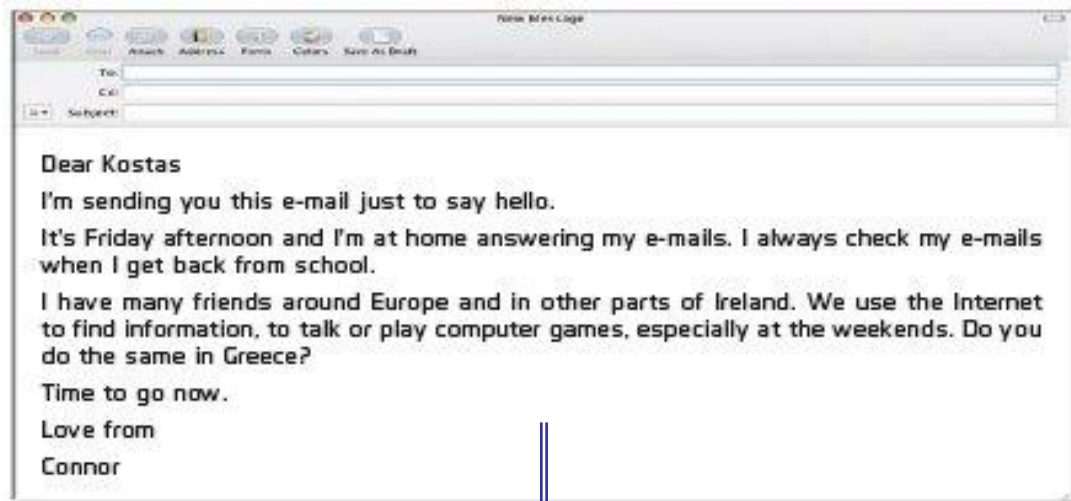 New Message
Attach Address Fonts Colors Save As Draft
To:
Cc:
Subject:
Dear Kostas
I'm sending you this e-mail just to say hello.
It's Friday afternoon and I'm at home answering my e-mails. I always check my e-mails
when I get back from school.
I have many friends around Europe and in other parts of Ireland. We use the Internet
to find information, to talk or play computer games, especially at the weekends. Do you
do the same in Greece?
Time to go now.
Love from
Connor